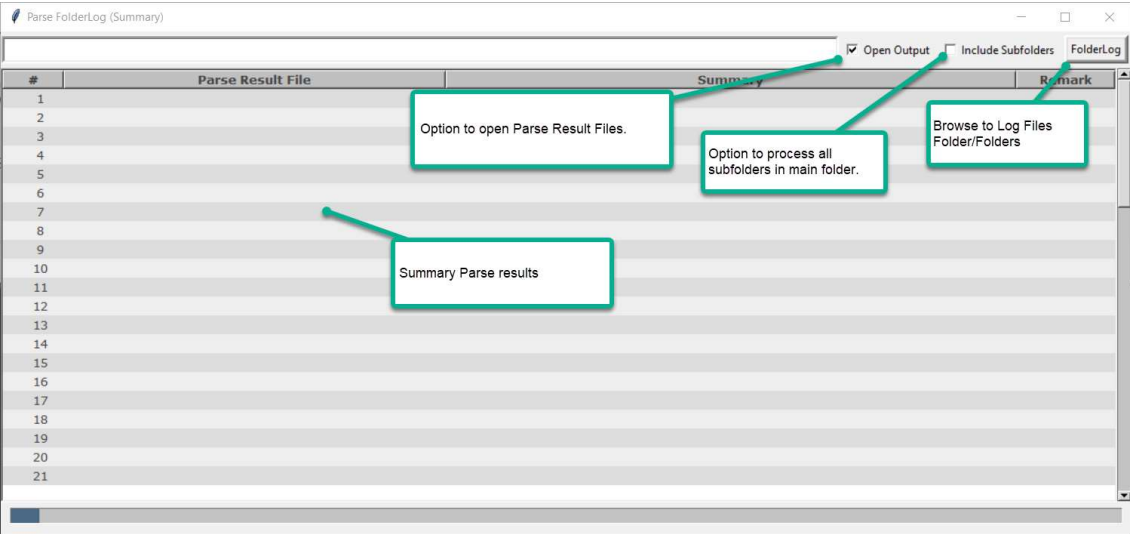 Parse FolderLog (Summary)
Open Output Include Subfolders FolderLog
# Parse Result File Summary Remark
1
2
3
4
5
6
7
8
9
10
11
12
13
14
15
16
17
18
19
20
21
Option to open Parse Result Files.
Option to process all
subfolders in main folder.
Browse to Log Files
Folder/Folders
Summary Parse results